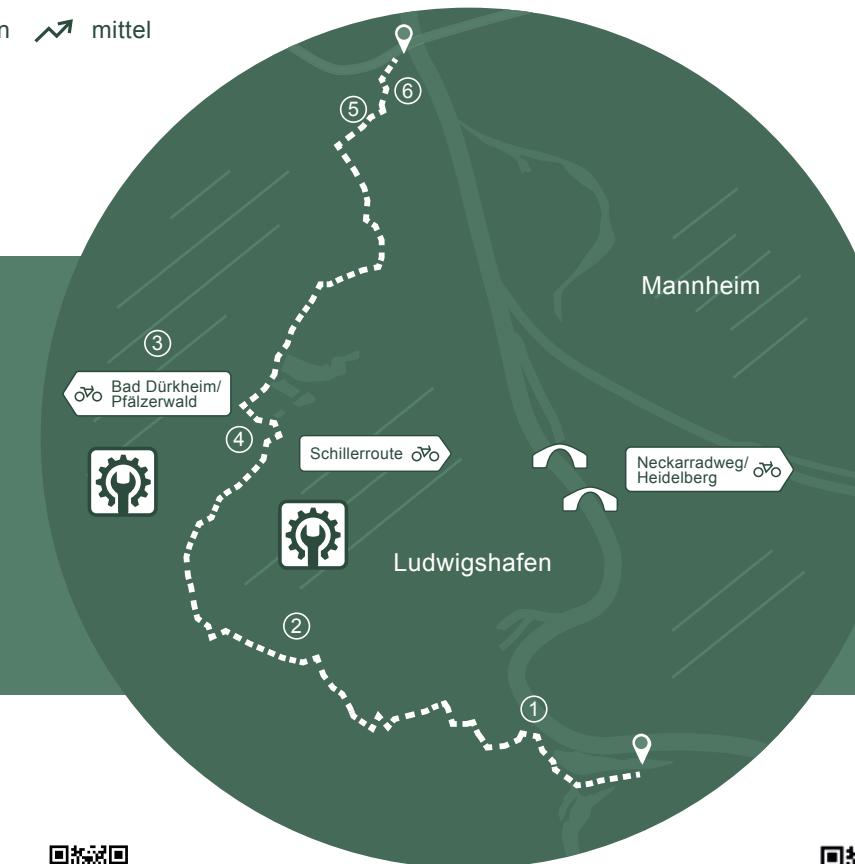 n mittel
⑥
⑤
Mannheim
③
Bad Dürkheim/
Pfälzerwald
④
Schillerroute
Neckarradweg/
Heidelberg
Ludwigshafen
②
①